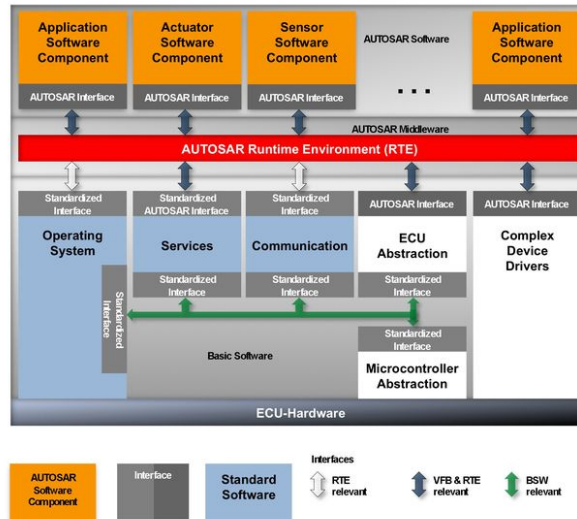 Application
Software
Component
Actuator
Software
Component
Sensor
Software
Component
AUTOSAR Software
Application
Software
Component
AUTOSAR Interface
AUTOSAR Interface
AUTOSAR Interface
...
AUTOSAR Interface
AUTOSAR Middleware
AUTOSAR Runtime Environment (RTE)
Standardized
Interface
Standardized
AUTOSAR Interface
Standardized
Interface
AUTOSAR Interface
AUTOSAR Interface
Operating
System
Services
Communication
ECU
Abstraction
Complex
Device
Drivers
Standardized
Interface
Standardized
Interface
Standardized
Interface
Standardized
Interface
Standardized
Interface
Basic Software
Microcontroller
Abstraction
ECU-Hardware
AUTOSAR
Software
Component
Interface
Standard
Software
Interfaces
RTE
relevant
VFB & RTE
relevant
BSW
relevant